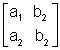 a₁ b₂
a₂ b₂